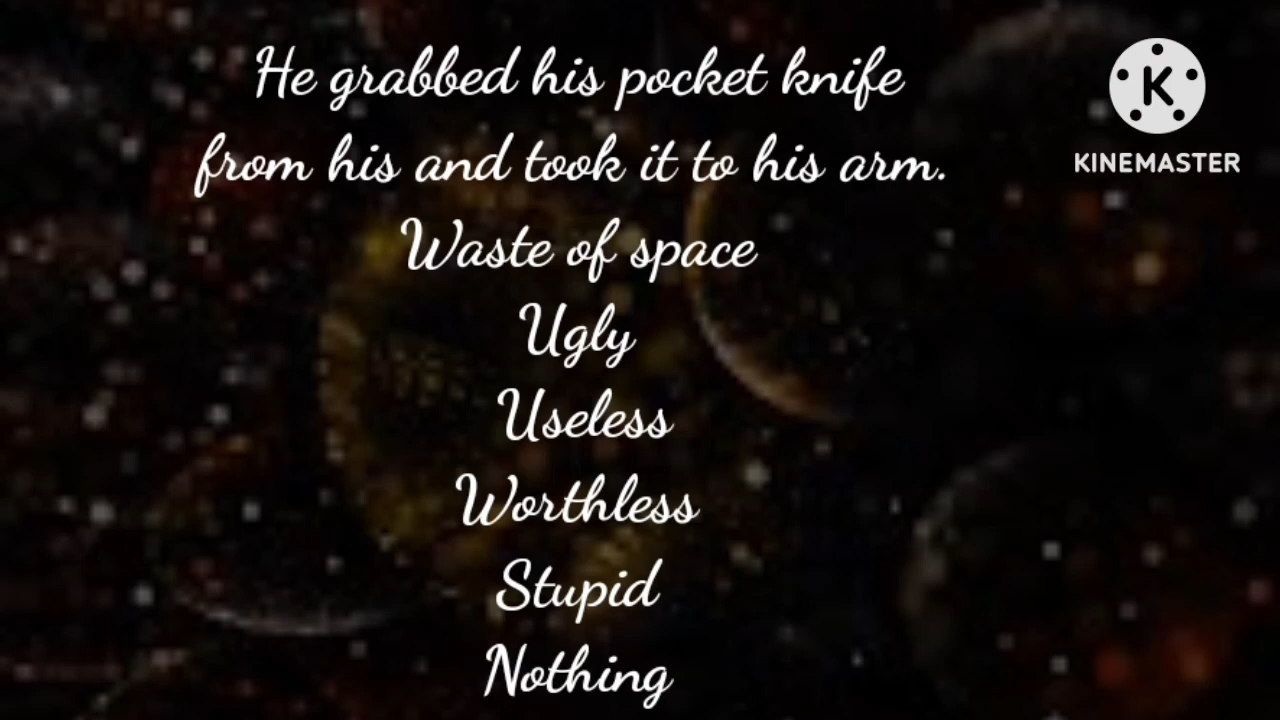 He grabbed his pocket knife
from his and took it to his arm.
Waste of space
Ugly
Useless
Worthless
Stupid
Nothing
K
KINEMASTER